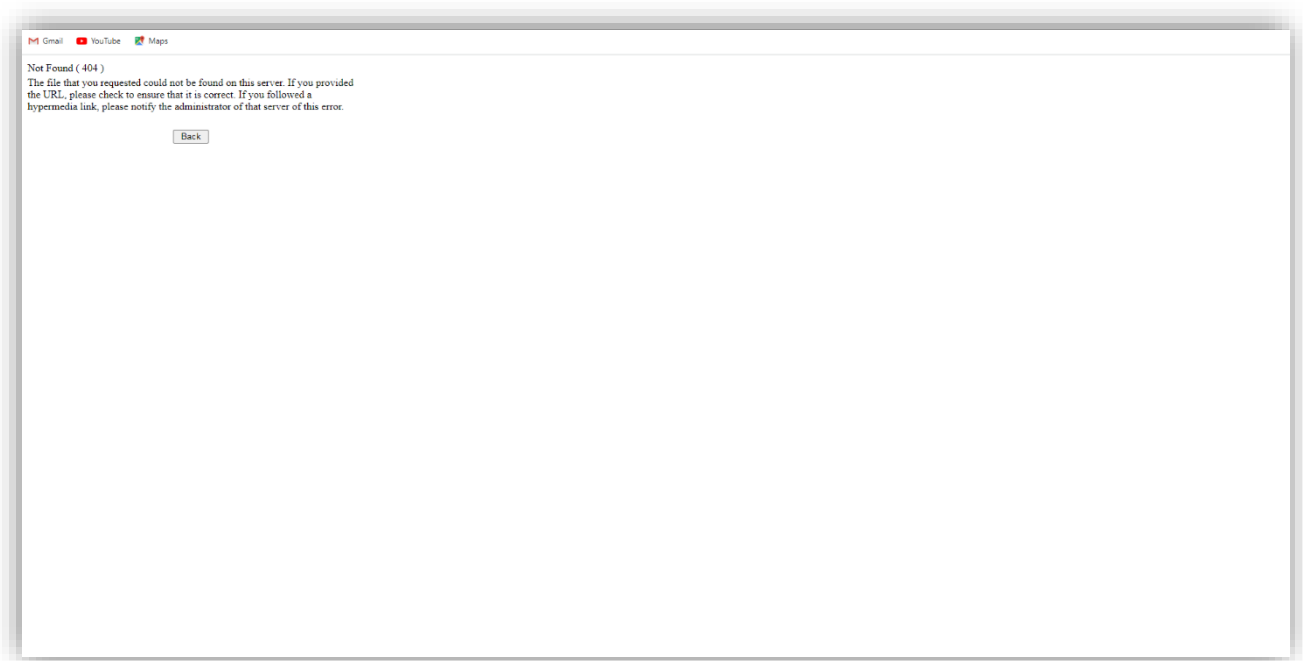 Gmail YouTube Maps
Not Found ( 404 )
The file that you requested could not be found on this server. If you provided
the URL, please check to ensure that it is correct. If you followed a
hypermedia link, please notify the administrator of that server of this error.
Back